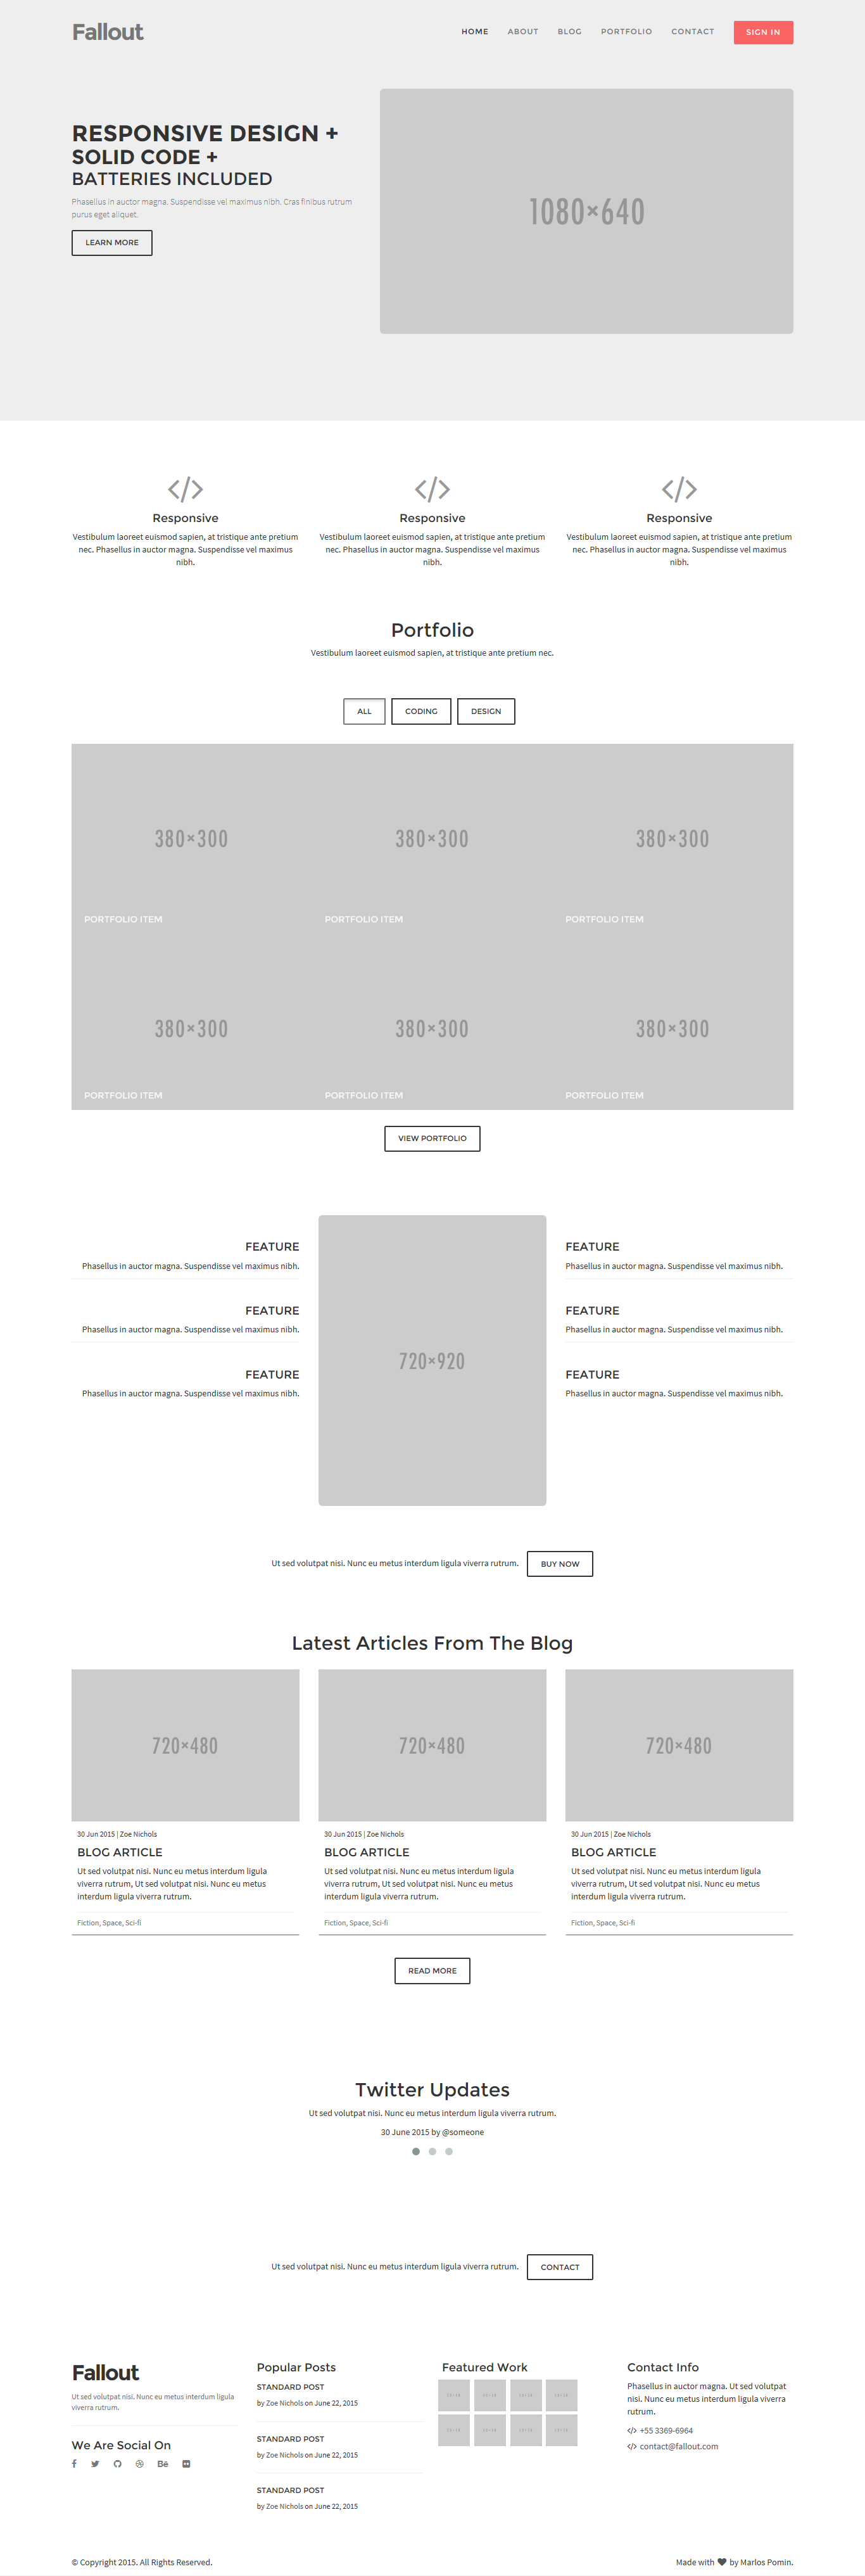 Fallout
HOME ABOUT BLOG PORTFOLIO CONTACT SIGN IN
RESPONSIVE DESIGN +
SOLID CODE +
BATTERIES INCLUDED
Phasellus in auctor magna. Suspendisse vel maximus nibh. Cras finibus rutrum
purus eget aliquet.
LEARN MORE
1080×640
Responsive
Vestibulum laoreet euismod sapien, at tristique ante pretium
nec. Phasellus in auctor magna. Suspendisse vel maximus
nibh.
Responsive
Vestibulum laoreet euismod sapien, at tristique ante pretium
nec. Phasellus in auctor magna. Suspendisse vel maximus
nibh.
Responsive
Vestibulum laoreet euismod sapien, at tristique ante pretium
nec. Phasellus in auctor magna. Suspendisse vel maximus
nibh.
Portfolio
Vestibulum laoreet euismod sapien, at tristique ante pretium nec.
ALL CODING DESIGN
380×300 380×300 380×300
PORTFOLIO ITEM PORTFOLIO ITEM PORTFOLIO ITEM
380×300 380×300 380×300
PORTFOLIO ITEM PORTFOLIO ITEM PORTFOLIO ITEM
VIEW PORTFOLIO
FEATURE
Phasellus in auctor magna. Suspendisse vel maximus nibh.
FEATURE
Phasellus in auctor magna. Suspendisse vel maximus nibh.
FEATURE
Phasellus in auctor magna. Suspendisse vel maximus nibh.
720×920
FEATURE
Phasellus in auctor magna. Suspendisse vel maximus nibh.
FEATURE
Phasellus in auctor magna. Suspendisse vel maximus nibh.
FEATURE
Phasellus in auctor magna. Suspendisse vel maximus nibh.
Ut sed volutpat nisi. Nunc eu metus interdum ligula viverra rutrum. BUY NOW
Latest Articles From The Blog
720×480
30 Jun 2015 | Zoe Nichols
BLOG ARTICLE
Ut sed volutpat nisi. Nunc eu metus interdum ligula
viverra rutrum, Ut sed volutpat nisi. Nunc eu metus
interdum ligula viverra rutrum.
Fiction, Space, Sci-fi
720×480
30 Jun 2015 | Zoe Nichols
BLOG ARTICLE
Ut sed volutpat nisi. Nunc eu metus interdum ligula
viverra rutrum, Ut sed volutpat nisi. Nunc eu metus
interdum ligula viverra rutrum.
Fiction, Space, Sci-fi
720×480
30 Jun 2015 | Zoe Nichols
BLOG ARTICLE
Ut sed volutpat nisi. Nunc eu metus interdum ligula
viverra rutrum, Ut sed volutpat nisi. Nunc eu metus
interdum ligula viverra rutrum.
Fiction, Space, Sci-fi
READ MORE
Twitter Updates
Ut sed volutpat nisi. Nunc eu metus interdum ligula viverra rutrum.
30 June 2015 by @someone
Ut sed volutpat nisi. Nunc eu metus interdum ligula viverra rutrum. CONTACT
Fallout
Ut sed volutpat nisi. Nunc eu metus interdum ligula
viverra rutrum.
We Are Social On
Popular Posts
STANDARD POST
by Zoe Nichols on June 22, 2015
STANDARD POST
by Zoe Nichols on June 22, 2015
STANDARD POST
by Zoe Nichols on June 22, 2015
Featured Work
Contact Info
Phasellus in auctor magna. Ut sed volutpat
nisi. Nunc eu metus interdum ligula viverra
rutrum.
+55 3369-6964
contact@fallout.com
© Copyright 2015. All Rights Reserved.
Made with by Marlos Pomin.